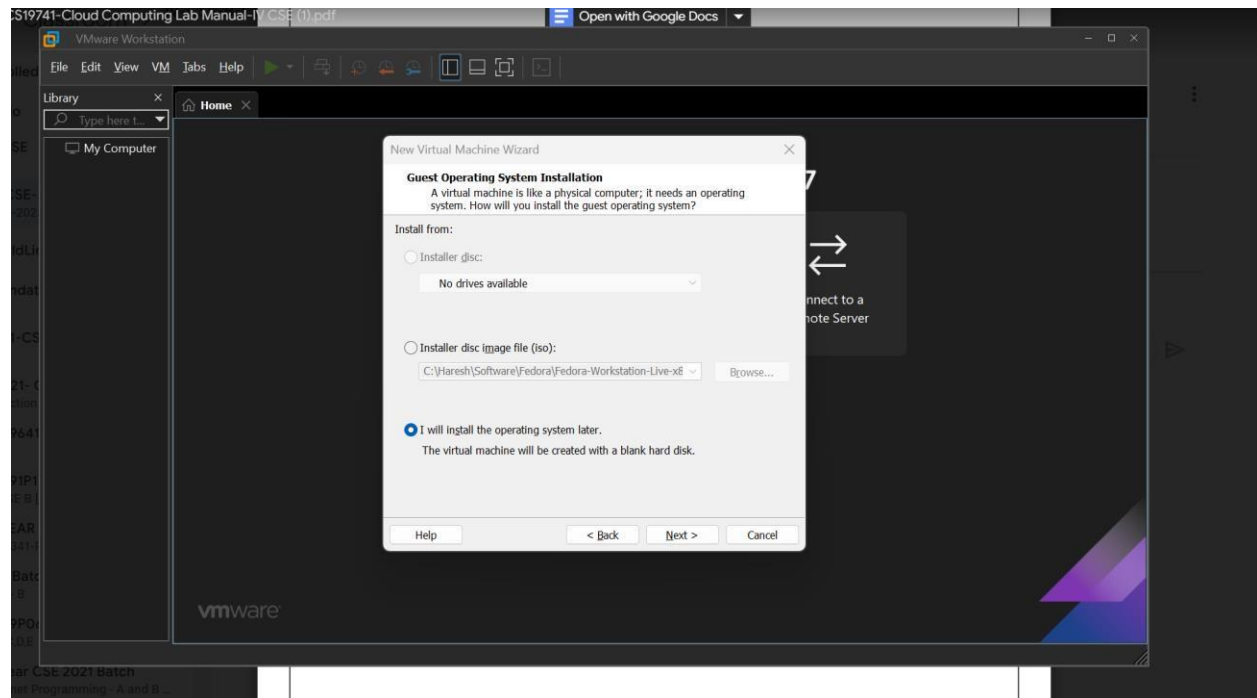 CS19741-Cloud Computing Lab Manual-IV CSE (1).pdf
Open with Google Docs
VMware Workstation
File Edit View VM Tabs Help
Library
Home
Type here t...
My Computer
New Virtual Machine Wizard
Guest Operating System Installation
A virtual machine is like a physical computer; it needs an operating
system. How will you install the guest operating system?
Install from:
Installer disc:
No drives available
Installer disc image file (iso):
C:\Haresh\Software\Fedora\Fedora-Workstation-Live-x8
Browse...
I will install the operating system later.
The virtual machine will be created with a blank hard disk.
Help
< Back
Next >
Cancel
7
nnect to a
note Server
vmware
ear CSE 2021 Batch
net Programming - A and B ...